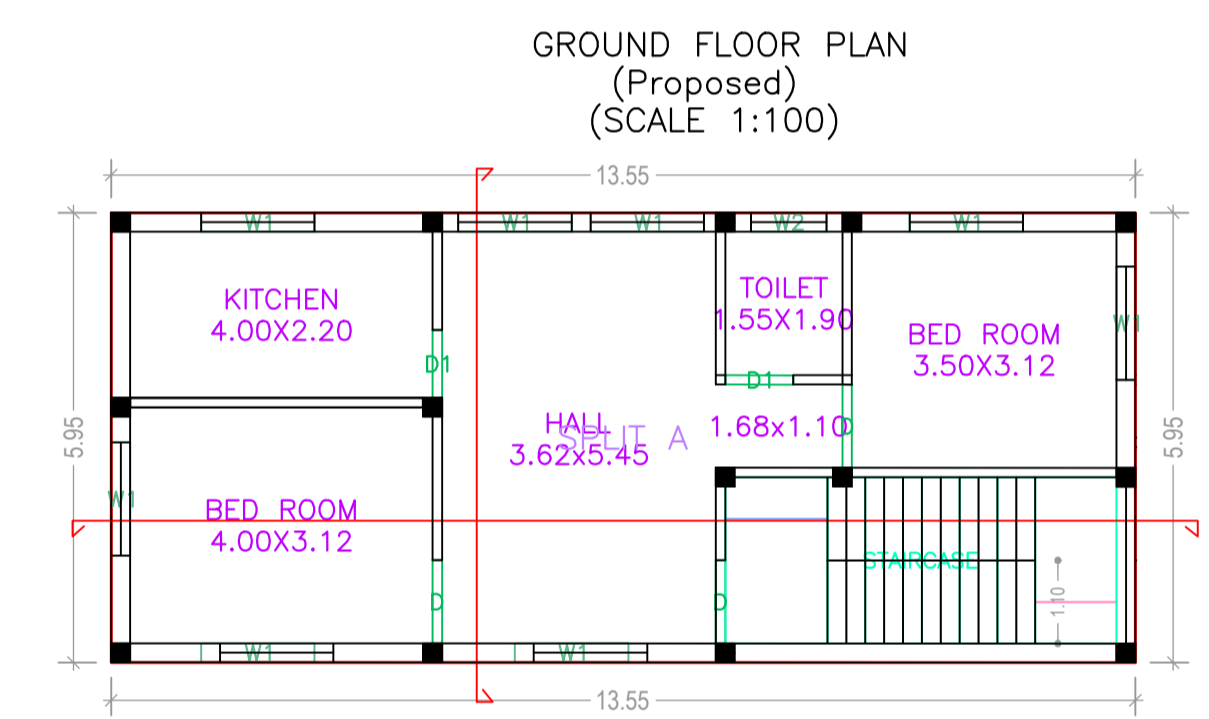 GROUND FLOOR PLAN
(Proposed)
(SCALE 1:100)
13.55
W1
W1
W1
W2
W1
KITCHEN
4.00X2.20
TOILET
1.55X1.90
BED ROOM
3.50X3.12
W1
D1
D1
5.95
HALL
3.62x5.45
SPLIT A
1.68x1.10
D
5.95
W1
BED ROOM
4.00X3.12
STAIRCASE
1.10
D
D
W1
W1
13.55